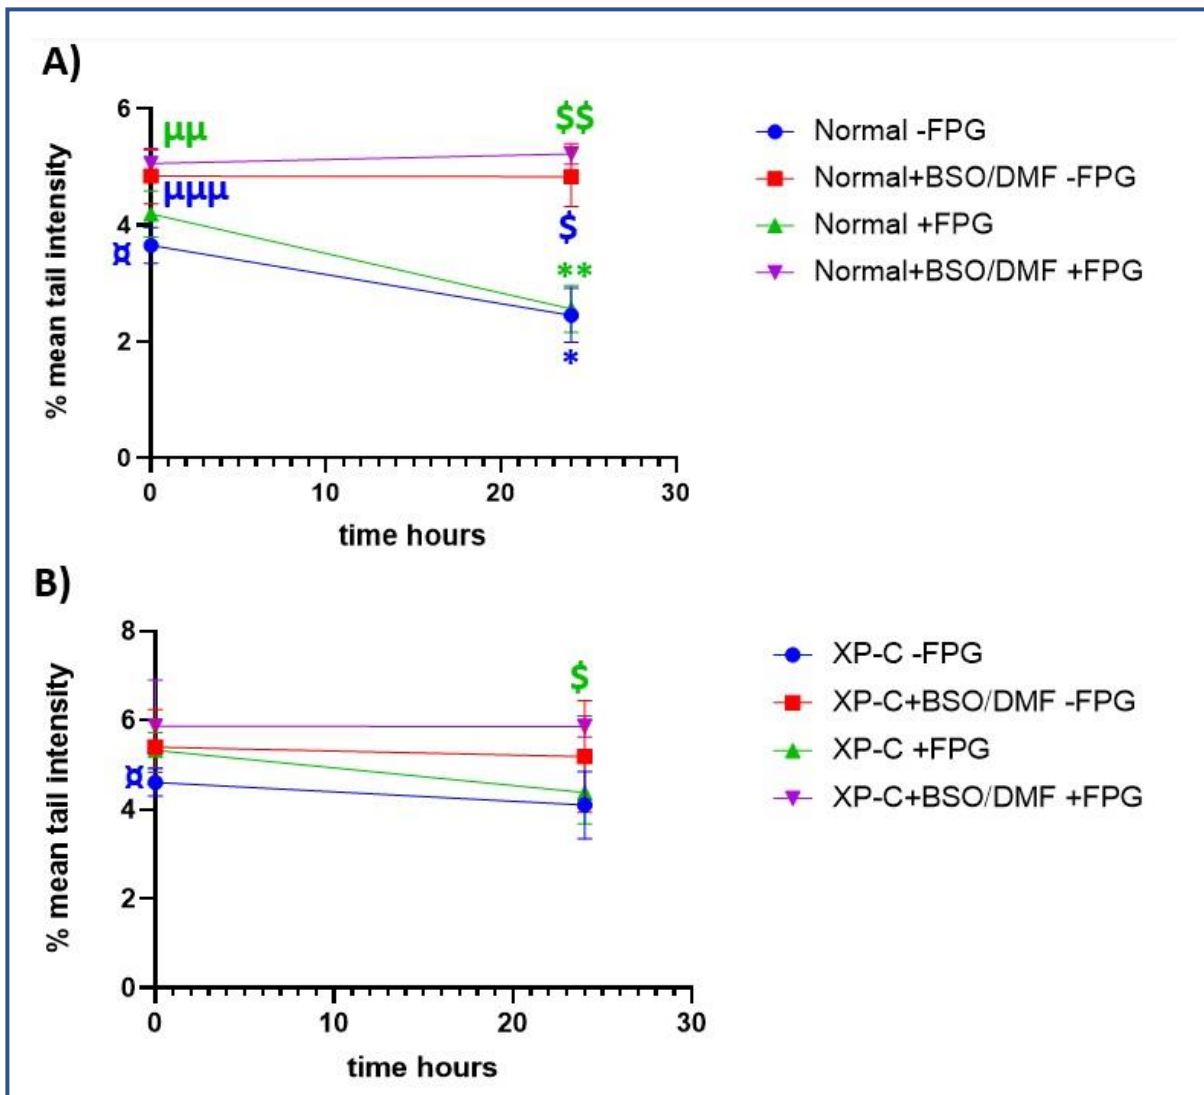 A)
% mean tail intensity
6
4
2
0
μμ
μμμ
¤
$$
$
**
*
0 10 20 30
time hours
Normal -FPG
Normal+BSO/DMF -FPG
Normal +FPG
Normal+BSO/DMF +FPG
B)
% mean tail intensity
8
6
4
2
0
¤
$
0 10 20 30
time hours
XP-C -FPG
XP-C+BSO/DMF -FPG
XP-C +FPG
XP-C+BSO/DMF +FPG